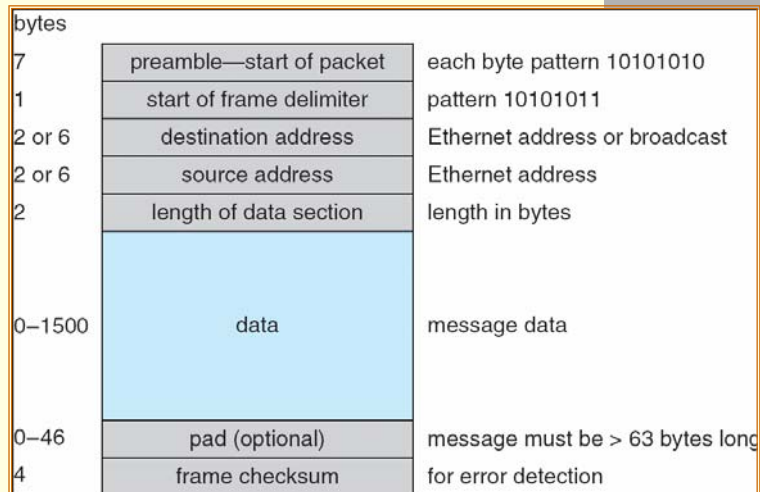 bytes
7 preamble—start of packet each byte pattern 10101010
1 start of frame delimiter pattern 10101011
2 or 6 destination address Ethernet address or broadcast
2 or 6 source address Ethernet address
2 length of data section length in bytes
0–1500 data message data
0–46 pad (optional) message must be > 63 bytes long
4 frame checksum for error detection